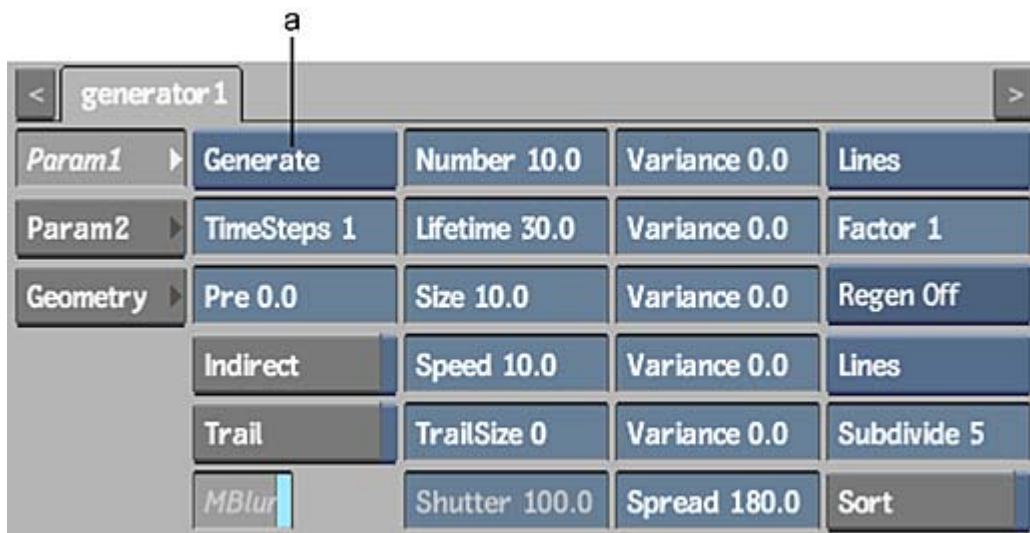 a
< generator1 >
Param1 Generate Number 10.0 Variance 0.0 Lines
Param2 TimeSteps 1 Lifetime 30.0 Variance 0.0 Factor 1
Geometry Pre 0.0 Size 10.0 Variance 0.0 Regen Off
Indirect Speed 10.0 Variance 0.0 Lines
Trail TrailSize 0 Variance 0.0 Subdivide 5
MBlur Shutter 100.0 Spread 180.0 Sort